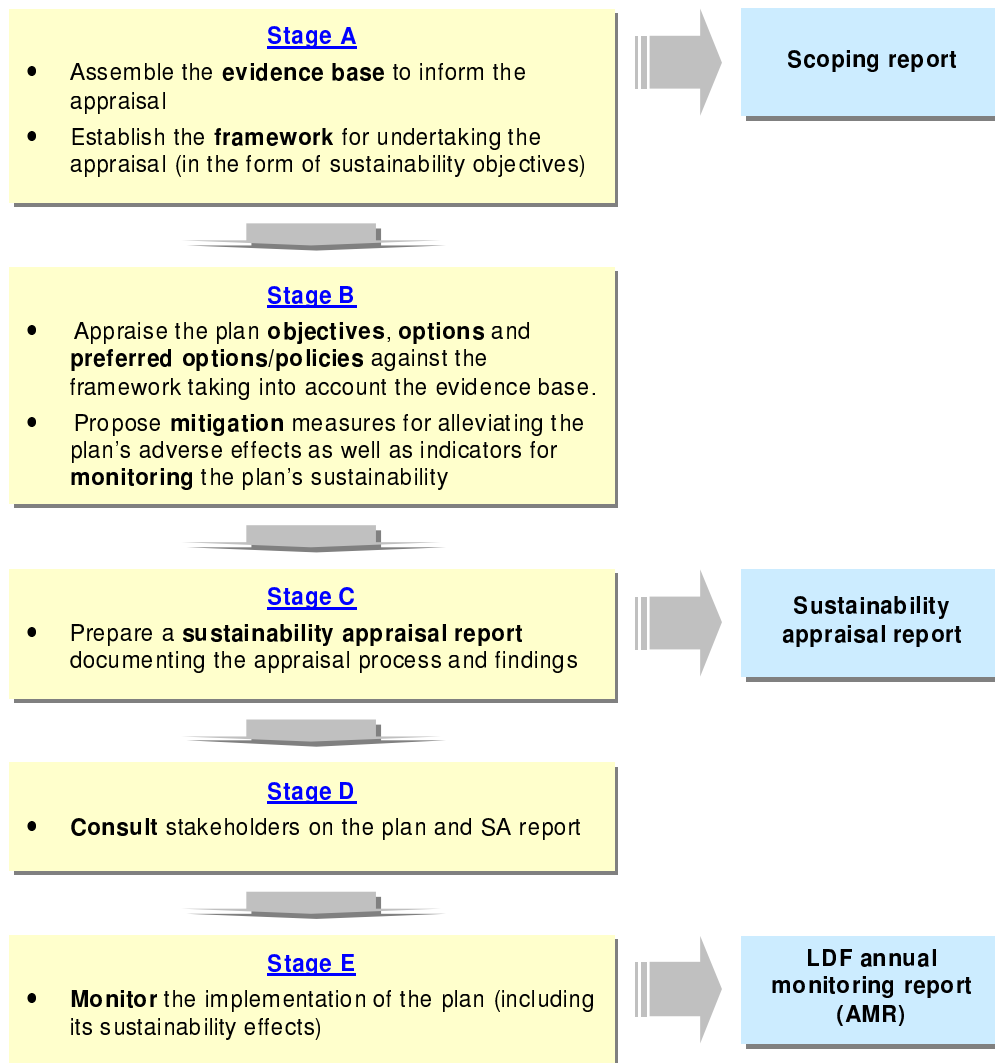 Stage A
• Assemble the evidence base to inform the
appraisal
• Establish the framework for undertaking the
appraisal (in the form of sustainability objectives)
Scoping report
Stage B
• Appraise the plan objectives, options and
preferred options/policies against the
framework taking into account the evidence base.
• Propose mitigation measures for alleviating the
plan’s adverse effects as well as indicators for
monitoring the plan’s sustainability
Stage C
• Prepare a sustainability appraisal report
documenting the appraisal process and findings
Sustainability
appraisal report
Stage D
• Consult stakeholders on the plan and SA report
Stage E
• Monitor the implementation of the plan (including
its sustainability effects)
LDF annual
monitoring report
(AMR)